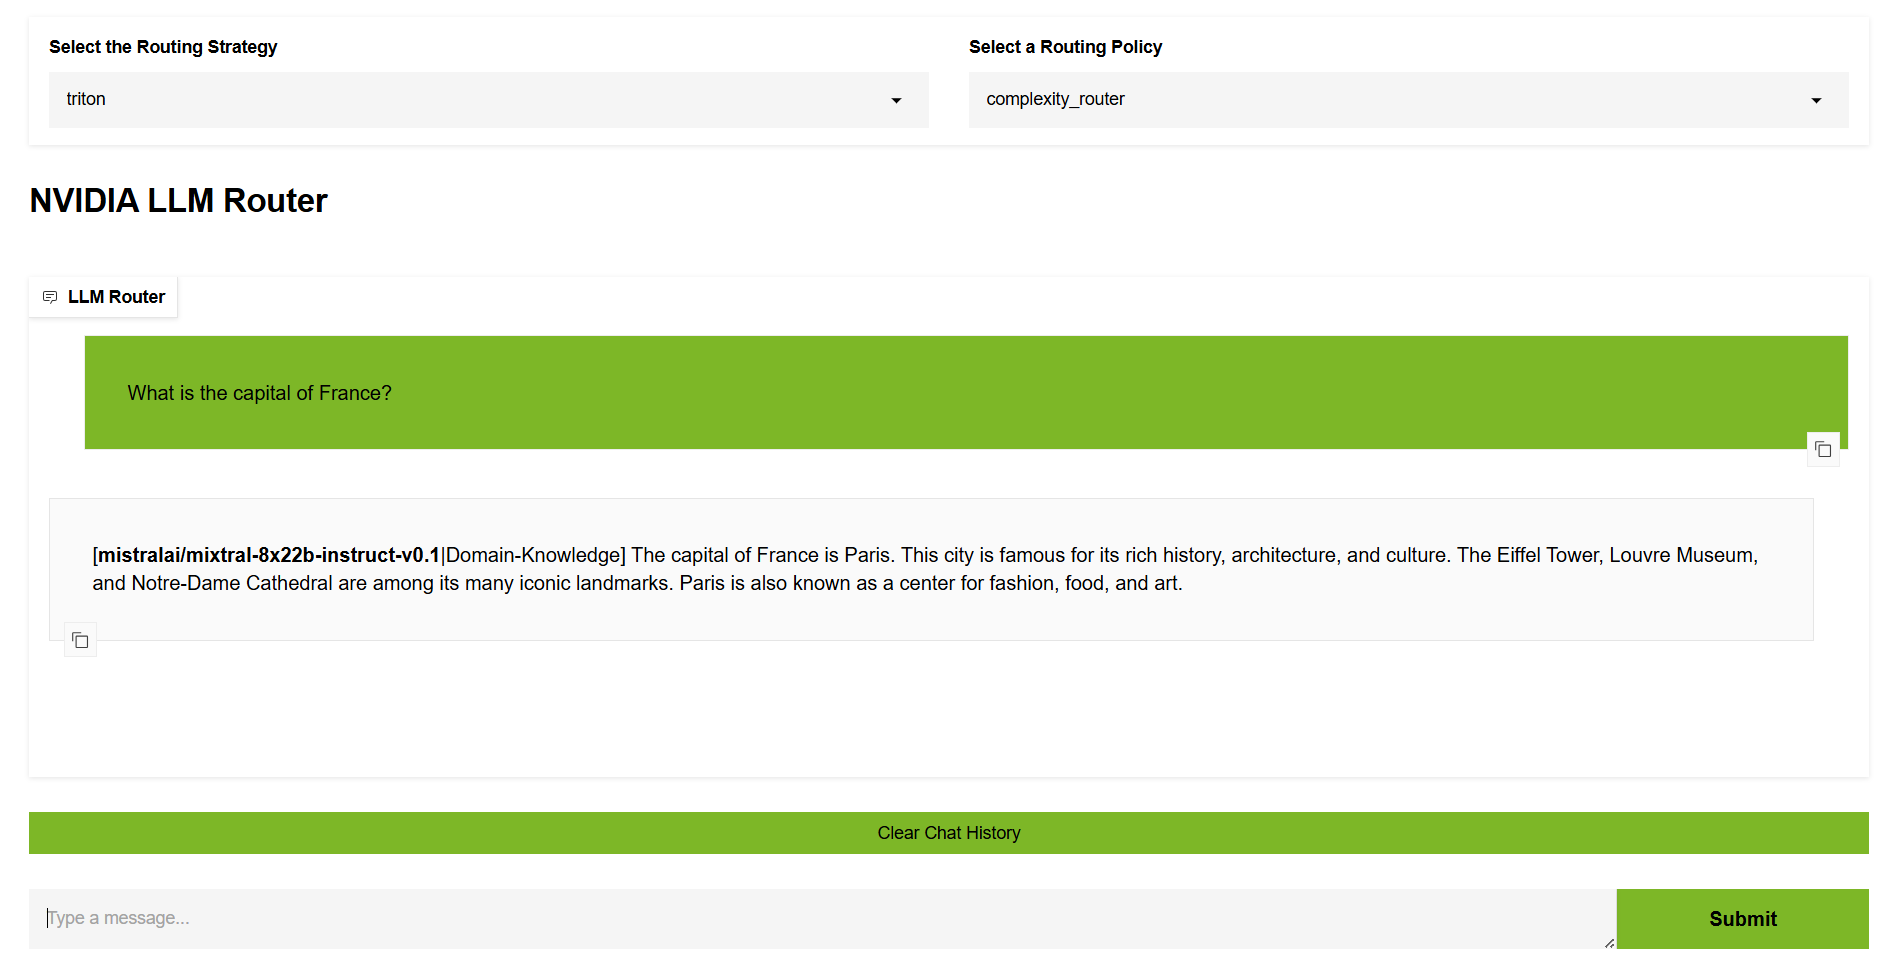 Select the Routing Strategy
Select a Routing Policy
triton
complexity_router
NVIDIA LLM Router
LLM Router
What is the capital of France?
[mistralai/mixtral-8x22b-instruct-v0.1|Domain-Knowledge] The capital of France is Paris. This city is famous for its rich history, architecture, and culture. The Eiffel Tower, Louvre Museum,
and Notre-Dame Cathedral are among its many iconic landmarks. Paris is also known as a center for fashion, food, and art.
Clear Chat History
Type a message...
Submit